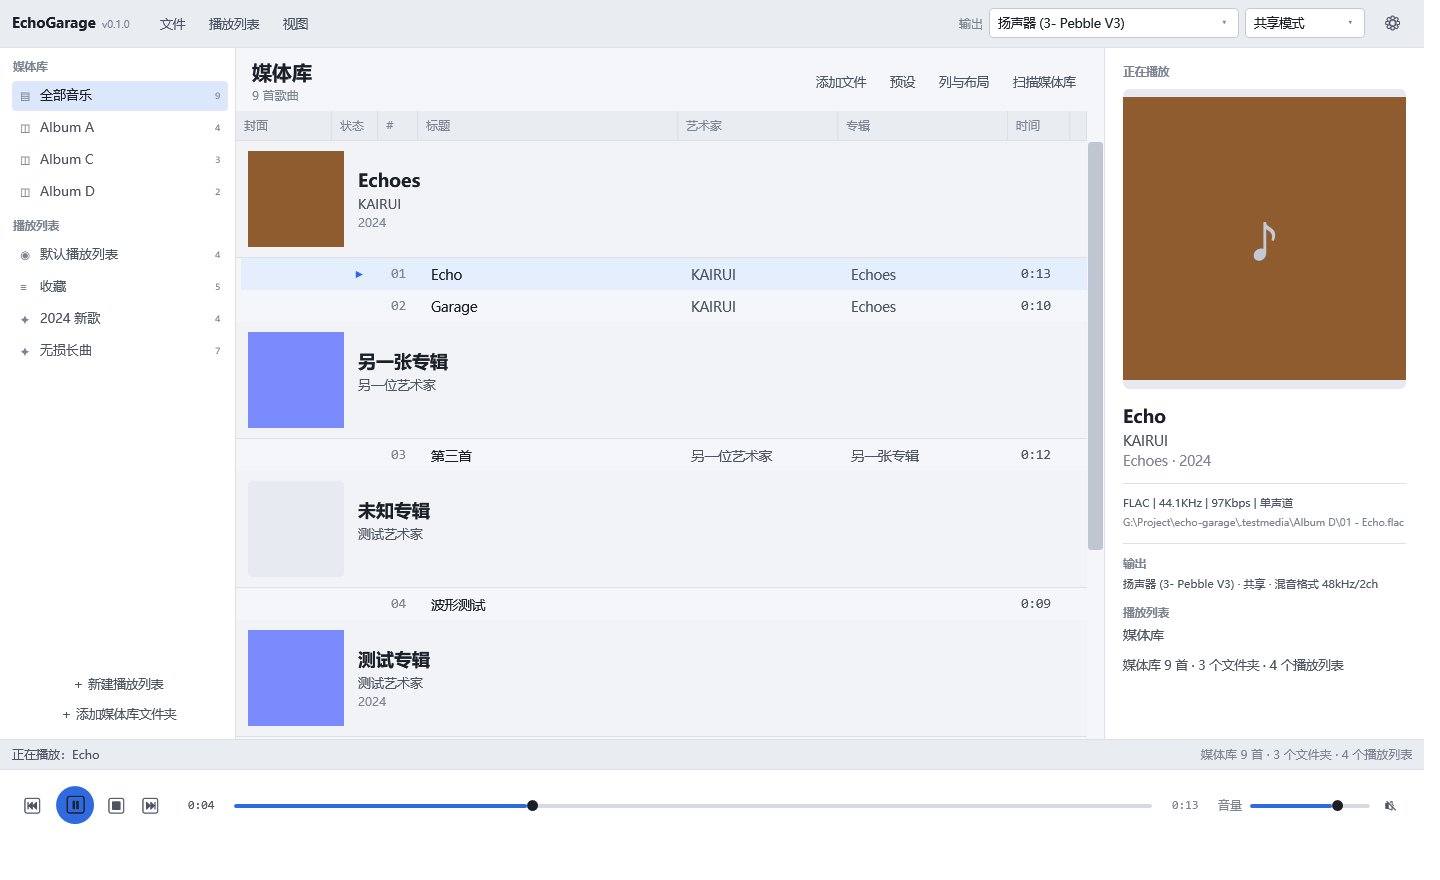 EchoGarage v0.1.0 文件 播放列表 视图 输出 扬声器 (3- Pebble V3) 共享模式
媒体库
全部音乐 9
Album A 4
Album C 3
Album D 2
播放列表
默认播放列表 4
收藏 5
2024 新歌 4
无损长曲 7
+ 新建播放列表
+ 添加媒体库文件夹
媒体库
9 首歌曲
添加文件 预设 列与布局 扫描媒体库
封面 状态 # 标题 艺术家 专辑 时间
Echoes
KAIRUI
2024
01 Echo KAIRUI Echoes 0:13
02 Garage KAIRUI Echoes 0:10
另一张专辑
另一位艺术家
03 第三首 另一位艺术家 另一张专辑 0:12
未知专辑
测试艺术家
04 波形测试 0:09
测试专辑
测试艺术家
2024
正在播放
Echo
KAIRUI
Echoes · 2024
FLAC | 44.1KHz | 97Kbps | 单声道
G:\Project\echo-garage\.testmedia\Album D\01 - Echo.flac
输出
扬声器 (3- Pebble V3) · 共享 · 混音格式 48kHz/2ch
播放列表
媒体库
媒体库 9 首 · 3 个文件夹 · 4 个播放列表
正在播放：Echo 媒体库 9 首 · 3 个文件夹 · 4 个播放列表
0:04 0:13 音量